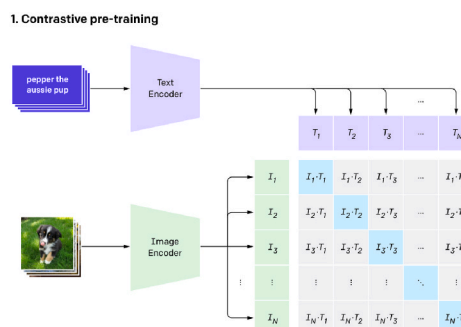 1. Contrastive pre-training
pepper the
aussie pup
Text
Encoder
...
T1 T2 T3 ...
I1 I1·T1 I1·T2 I1·T3 ...
I2 I2·T1 I2·T2 I2·T3 ...
Image
Encoder
I3 I3·T1 I3·T2 I3·T3 ...
⋮ ⋮ ⋮ ⋮ ⋮ ⋱
IN IN·T1 IN·T2 IN·T3 ...